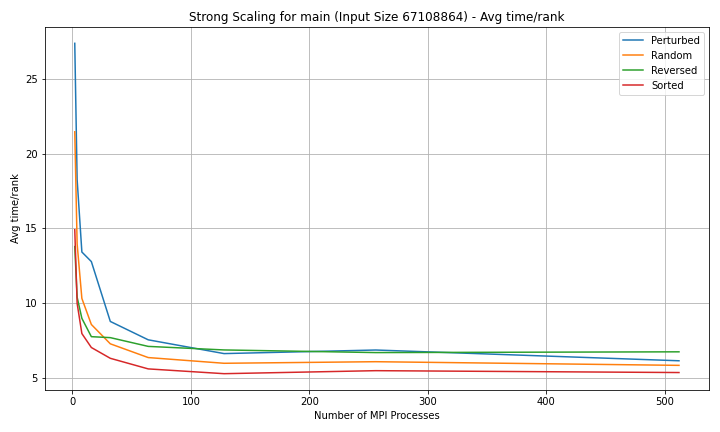 Strong Scaling for main (Input Size 67108864) - Avg time/rank
Perturbed
Random
Reversed
Sorted
Avg time/rank
25
20
15
10
5
0
100
200
300
400
500
Number of MPI Processes